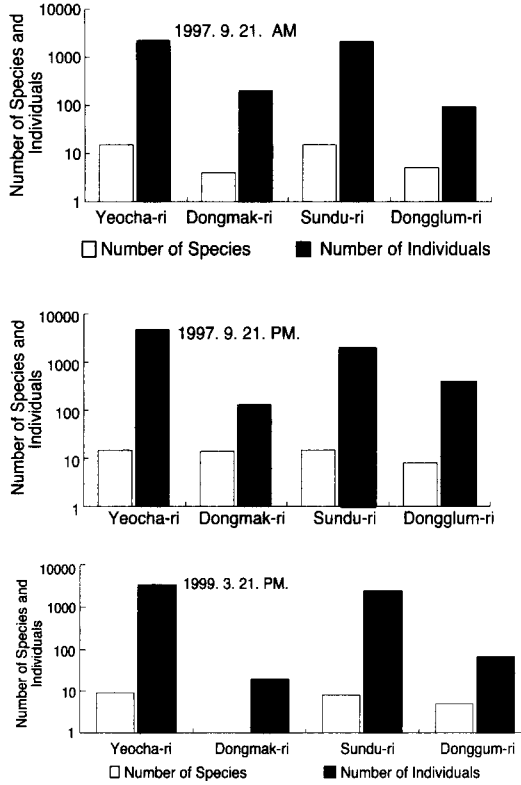 Number of Species and
Individuals
10000
1000
100
10
1
1997. 9. 21. AM
Yeocha-ri Dongmak-ri Sundu-ri Dongglum-ri
Number of Species Number of Individuals
Number of Species and
Individuals
10000
1000
100
10
1
1997. 9. 21. PM.
Yeocha-ri Dongmak-ri Sundu-ri Dongglum-ri
Number of Species and
Individuals
10000
1000
100
10
1
1999. 3. 21. PM.
Yeocha-ri Dongmak-ri Sundu-ri Donggum-ri
Number of Species Number of Individuals